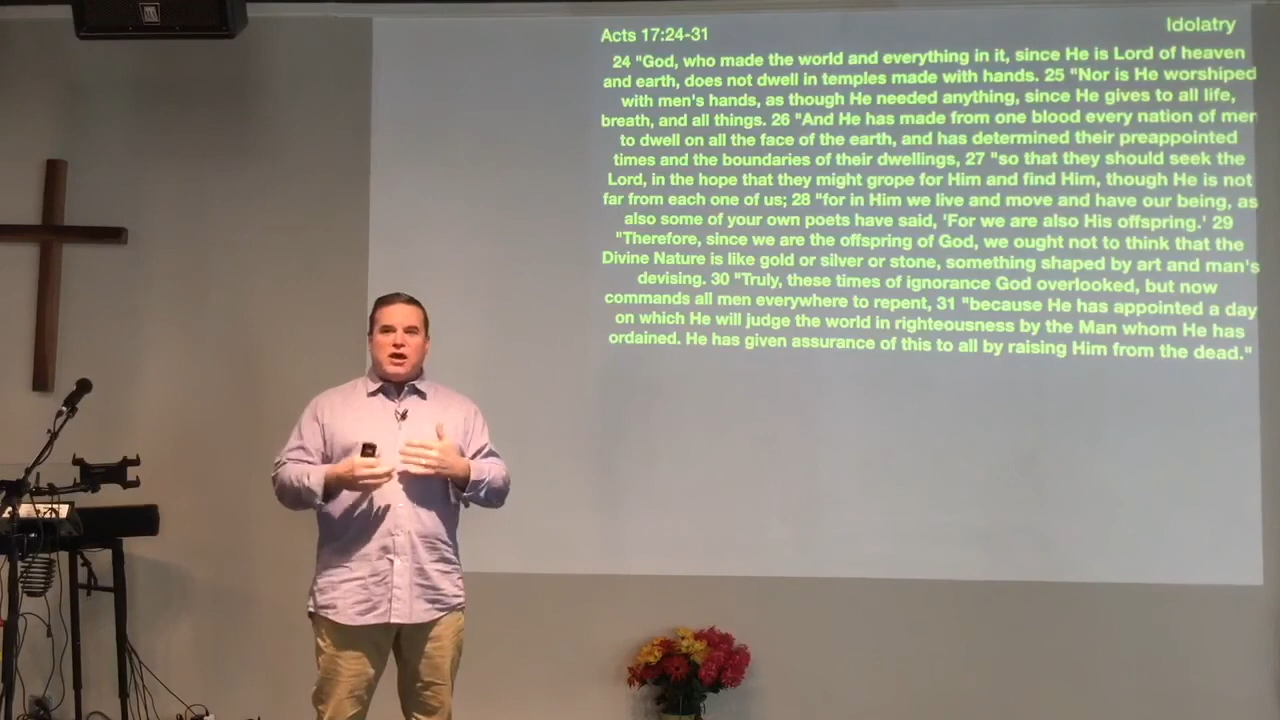 Acts 17:24-31
Idolatry
24 "God, who made the world and everything in it, since He is Lord of heaven
and earth, does not dwell in temples made with hands. 25 "Nor is He worshiped
with men's hands, as though He needed anything, since He gives to all life,
breath, and all things. 26 "And He has made from one blood every nation of men
to dwell on all the face of the earth, and has determined their preappointed
times and the boundaries of their dwellings, 27 "so that they should seek the
Lord, in the hope that they might grope for Him and find Him, though He is not
far from each one of us; 28 "for in Him we live and move and have our being, as
also some of your own poets have said, 'For we are also His offspring.' 29
"Therefore, since we are the offspring of God, we ought not to think that the
Divine Nature is like gold or silver or stone, something shaped by art and man's
devising. 30 "Truly, these times of ignorance God overlooked, but now
commands all men everywhere to repent, 31 "because He has appointed a day
on which He will judge the world in righteousness by the Man whom He has
ordained. He has given assurance of this to all by raising Him from the dead."